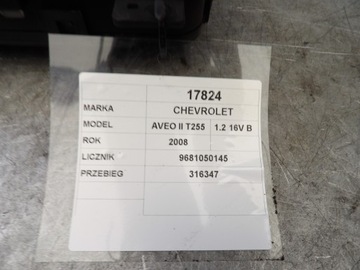 17824
MARKA CHEVROLET
MODEL AVEO II T255 1.2 16V B
ROK 2008
LICZNIK 9681050145
PRZEBIEG 316347